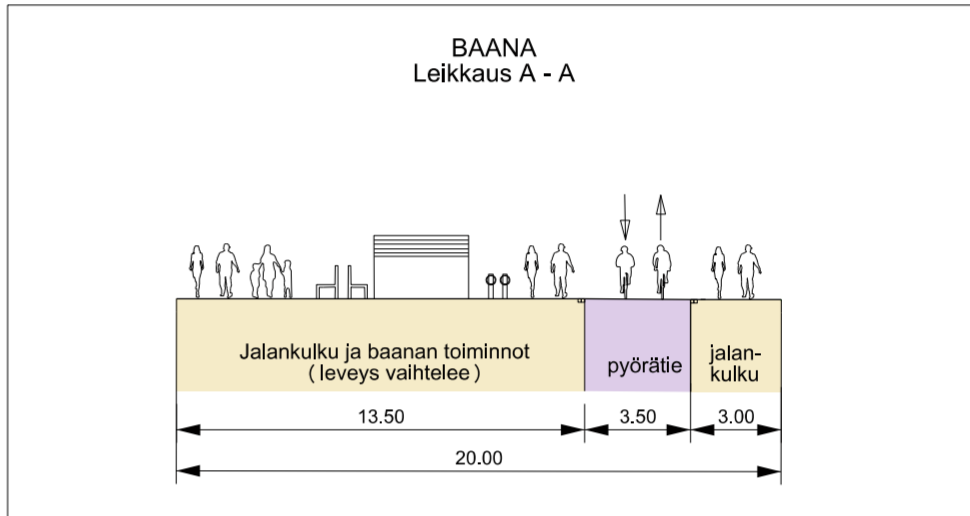 BAANA
Leikkaus A - A
Jalankulku ja baanan toiminnot
( leveys vaihtelee )
pyörätie
jalan-
kulku
13.50
3.50
3.00
20.00